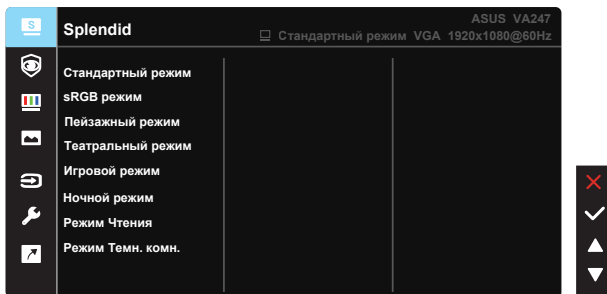 S
Splendid
ASUS VA247
Стандартный режим VGA 1920x1080@60Hz
Стандартный режим
sRGB режим
Пейзажный режим
Театральный режим
Игровой режим
Ночной режим
Режим Чтения
Режим Темн. комн.